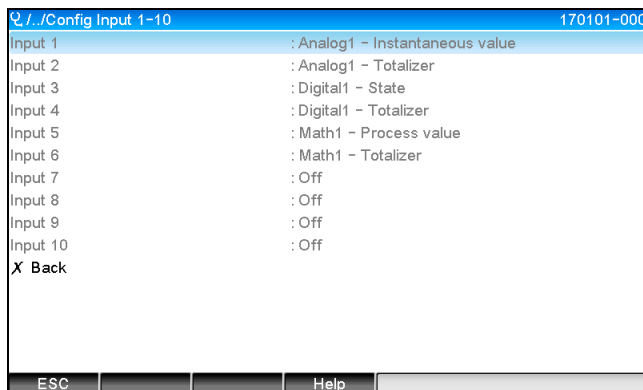 /../Config Input 1-10 170101-000
Input 1 : Analog1 - Instantaneous value
Input 2 : Analog1 - Totalizer
Input 3 : Digital1 - State
Input 4 : Digital1 - Totalizer
Input 5 : Math1 - Process value
Input 6 : Math1 - Totalizer
Input 7 : Off
Input 8 : Off
Input 9 : Off
Input 10 : Off
X Back
ESC Help